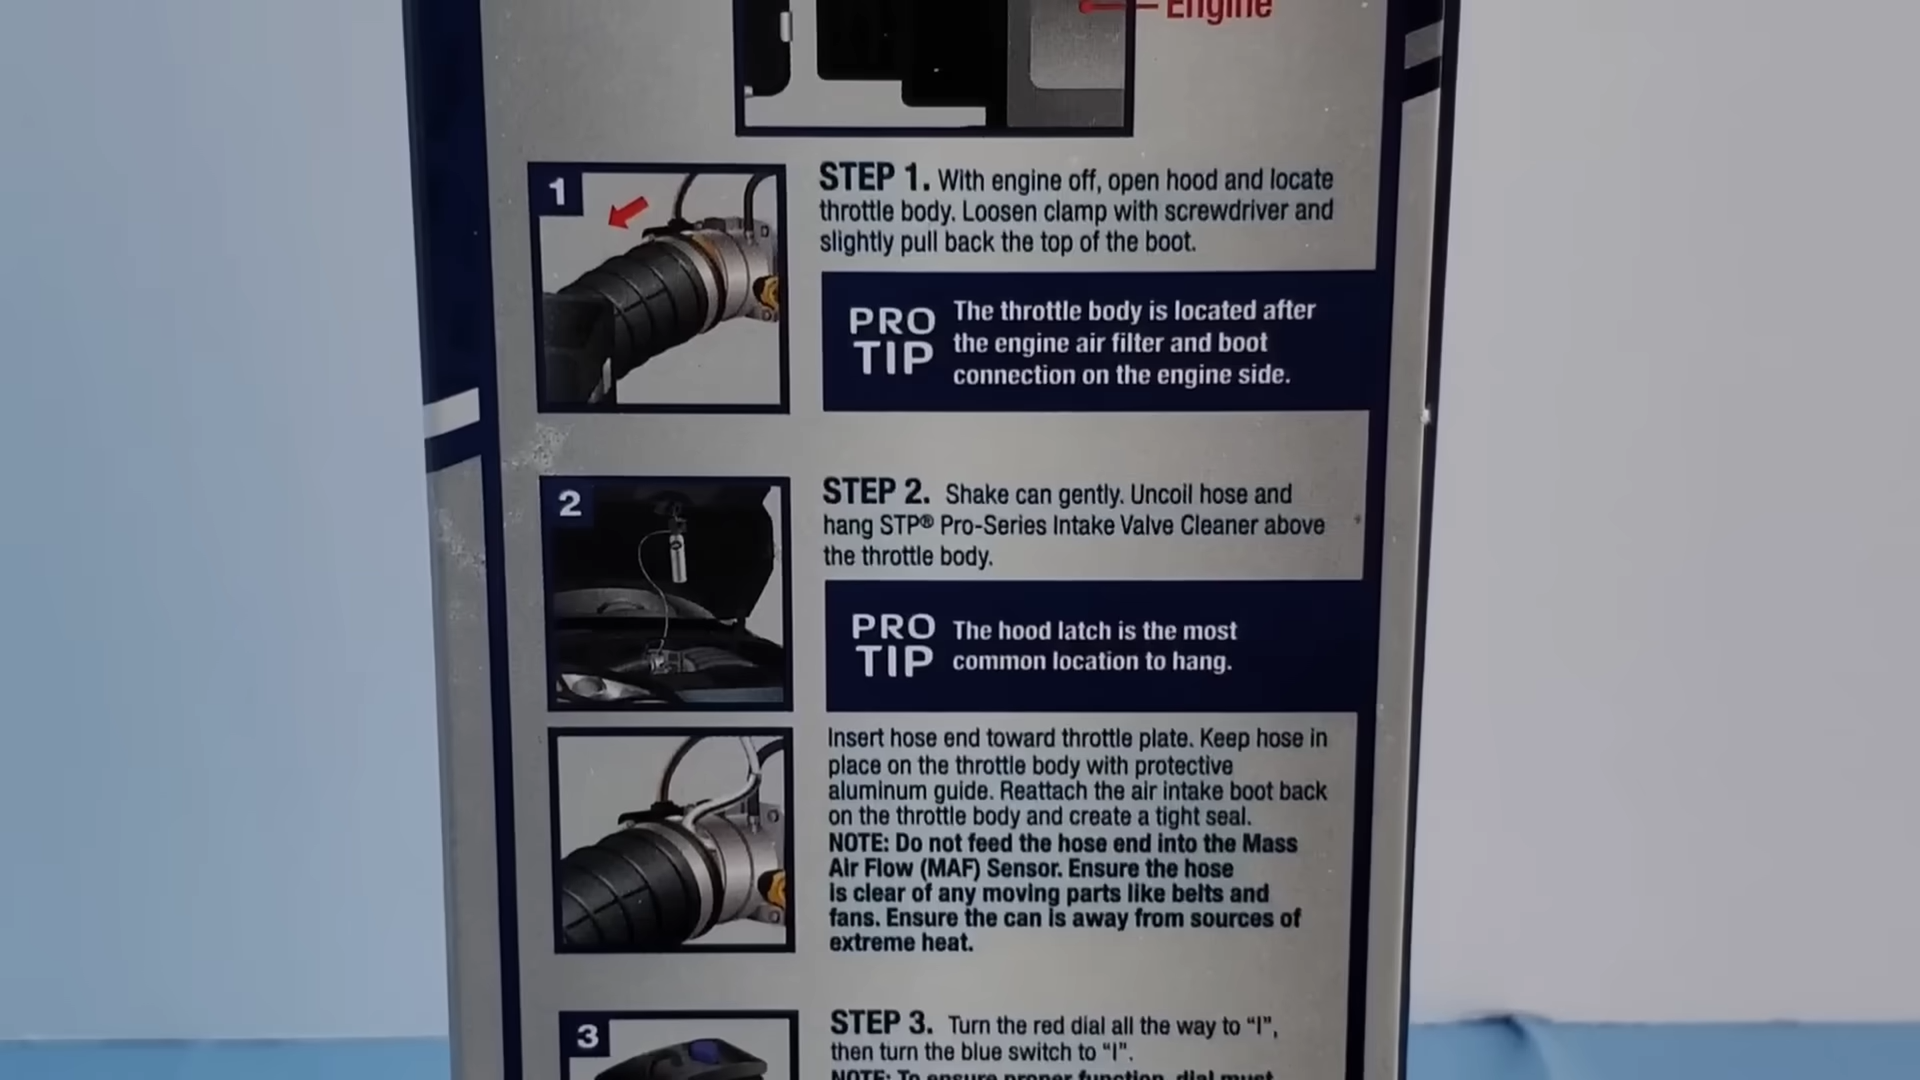 Engine
1
STEP 1. With engine off, open hood and locate
throttle body. Loosen clamp with screwdriver and
slightly pull back the top of the boot.
PRO
TIP
The throttle body is located after
the engine air filter and boot
connection on the engine side.
2
STEP 2. Shake can gently. Uncoil hose and
hang STP® Pro-Series Intake Valve Cleaner above
the throttle body.
PRO
TIP
The hood latch is the most
common location to hang.
Insert hose end toward throttle plate. Keep hose in
place on the throttle body with protective
aluminum guide. Reattach the air intake boot back
on the throttle body and create a tight seal.
NOTE: Do not feed the hose end into the Mass
Air Flow (MAF) Sensor. Ensure the hose
is clear of any moving parts like belts and
fans. Ensure the can is away from sources of
extreme heat.
3
STEP 3. Turn the red dial all the way to “I”,
then turn the blue switch to “I”.
NOTE: To ensure proper function, dial must